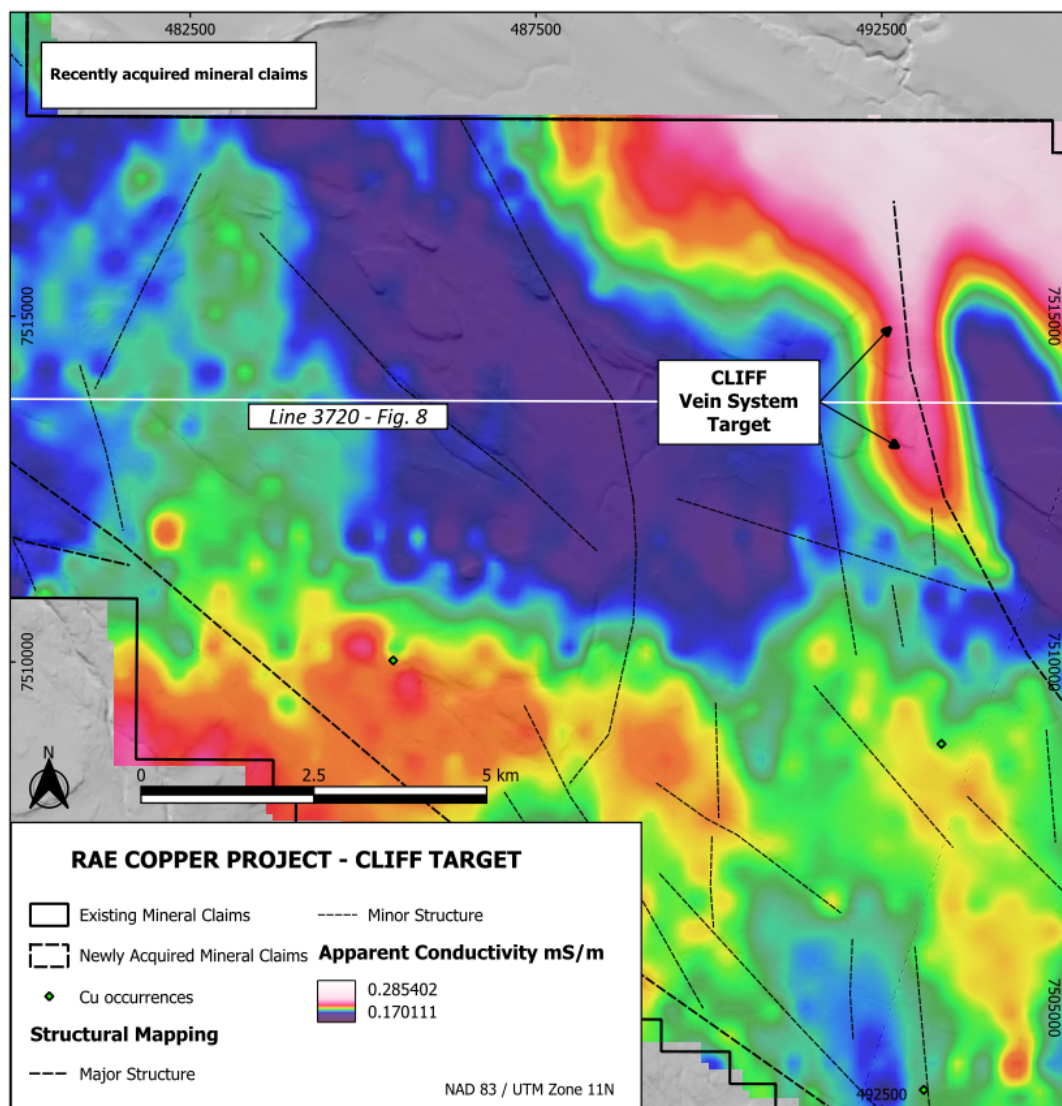 482500
487500
492500
Recently acquired mineral claims
7515000
7515000
CLIFF
Vein System
Target
Line 3720 - Fig. 8
7510000
7510000
N
0
2.5
5 km
RAE COPPER PROJECT - CLIFF TARGET
Existing Mineral Claims
Newly Acquired Mineral Claims
Cu occurrences
Structural Mapping
Major Structure
Minor Structure
Apparent Conductivity mS/m
0.285402
0.170111
NAD 83 / UTM Zone 11N
7505000
492500